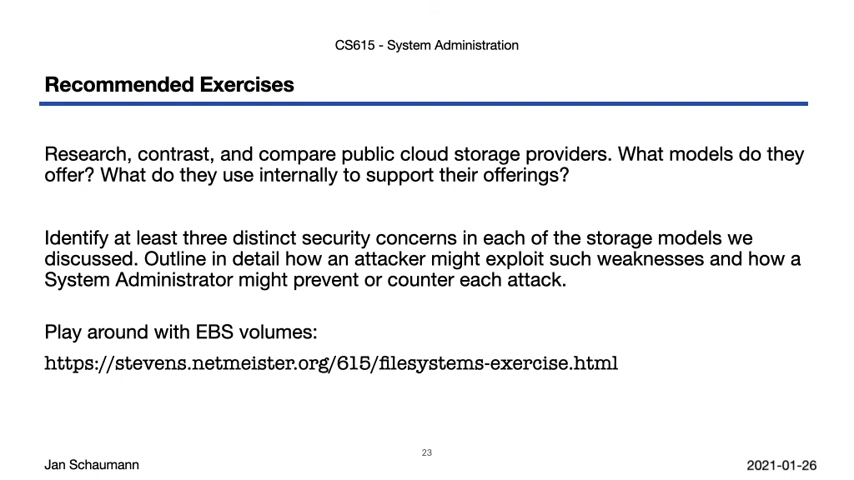 CS615 - System Administration
Recommended Exercises
Research, contrast, and compare public cloud storage providers. What models do they
offer? What do they use internally to support their offerings?
Identify at least three distinct security concerns in each of the storage models we
discussed. Outline in detail how an attacker might exploit such weaknesses and how a
System Administrator might prevent or counter each attack.
Play around with EBS volumes:
https://stevens.netmeister.org/615/filesystems-exercise.html
23
Jan Schaumann
2021-01-26